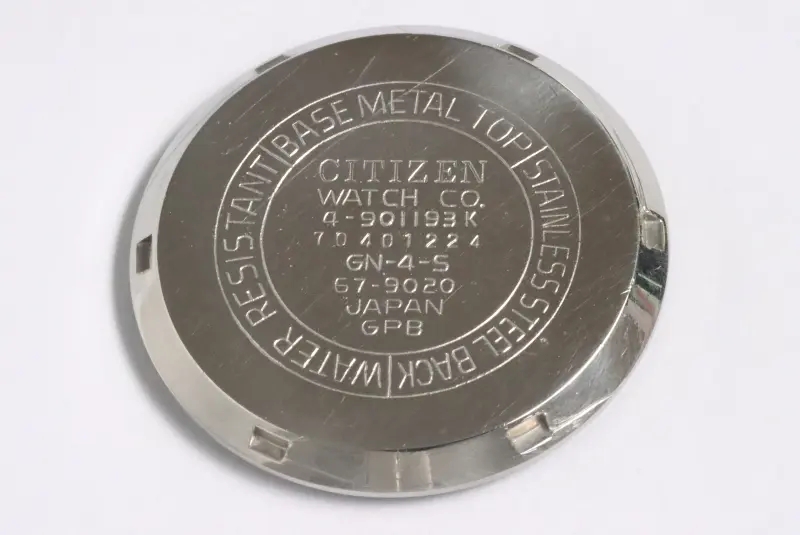 BASE METAL TOP
STAINLESS STEEL BACK
WATER RESISTANT
CITIZEN
WATCH CO.
4-901193K
70401224
GN-4-S
67-9020
JAPAN
GPB